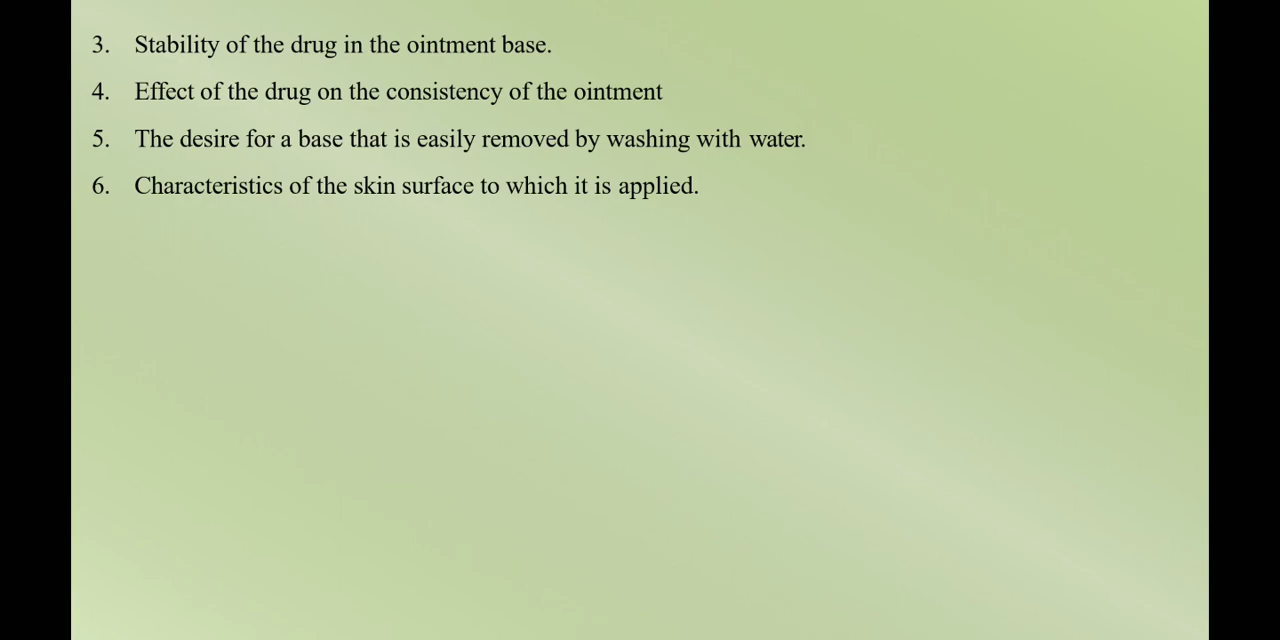 3. Stability of the drug in the ointment base.
4. Effect of the drug on the consistency of the ointment
5. The desire for a base that is easily removed by washing with water.
6. Characteristics of the skin surface to which it is applied.